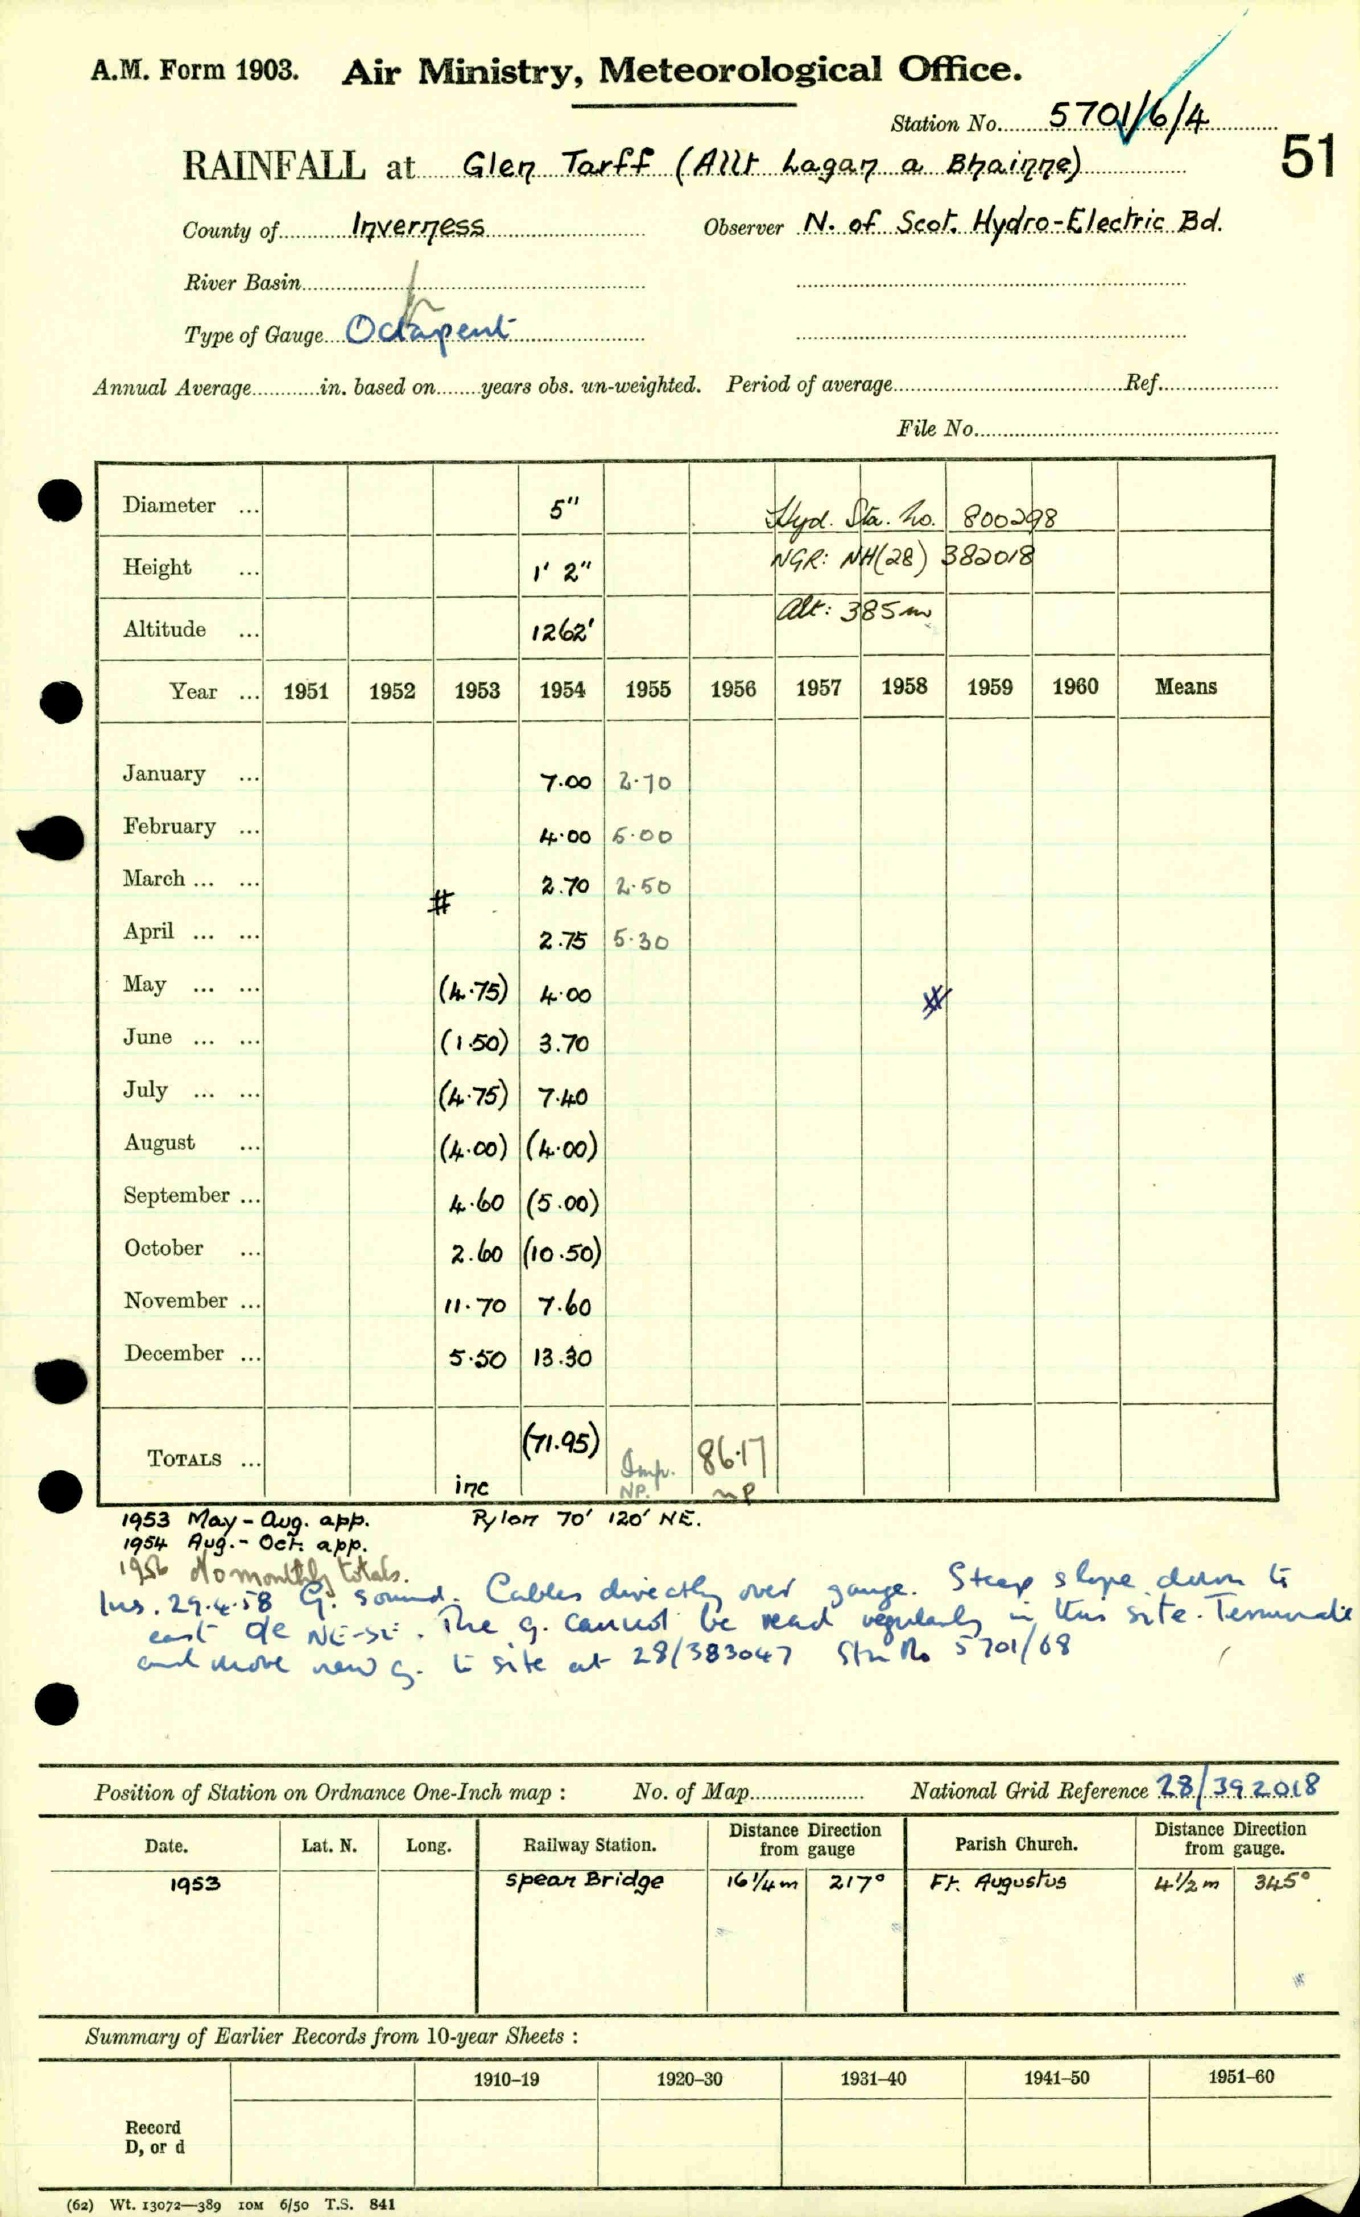 A.M. Form 1903. Air Ministry, Meteorological Office.
Station No. 5701/6/4
51
RAINFALL at Glen Tarff (Allt Lagan a Bhainne)
County of Inverness Observer N. of Scot. Hydro-Electric Bd.
River Basin
Type of Gauge Octapent
Annual Average in. based on years obs. un-weighted. Period of average Ref.
File No.
Diameter ... 5" Hyd. Sta. No. 800298
Height ... 1' 2" NGR: NH(28) 382018
Altitude ... 1262' Alt: 385m
Year ... 1951 1952 1953 1954 1955 1956 1957 1958 1959 1960 Means
January ... 7.00 2.70
February ... 4.00 6.00
March ... ... 2.70 2.50
#
April ... ... 2.75 5.30
May ... ... (4.75) 4.00
June ... ... (1.50) 3.70
July ... ... (4.75) 7.40
August ... (4.00) (4.00)
September ... 4.60 (5.00)
October ... 2.60 (10.50)
November ... 11.70 7.60
December ... 5.50 13.30
TOTALS ... inc (71.95) Imp. NP. 86.17 NP
1953 May - Aug. app. Pylon 70' 120' NE.
1954 Aug. - Oct. app.
1956 No monthly totals.
Ins. 29.4.58 G. sound. Cables directly over gauge. Steep slope down to
east de NE-SE. The g. cannot be read regularly in this site. Terminate
and move new g. to site at 28/383047 Stn No 5701/68
Position of Station on Ordnance One-Inch map : No. of Map National Grid Reference 28/392018
Date. Lat. N. Long. Railway Station. Distance Direction from gauge Parish Church. Distance Direction from gauge.
1953 Spean Bridge 16 1/4 m 217° Ft. Augustus 4 1/2 m 345°
Summary of Earlier Records from 10-year Sheets :
1910–19 1920–30 1931–40 1941–50 1951–60
Record
D, or d
(62) Wt. 13072—389 10M 6/50 T.S. 841